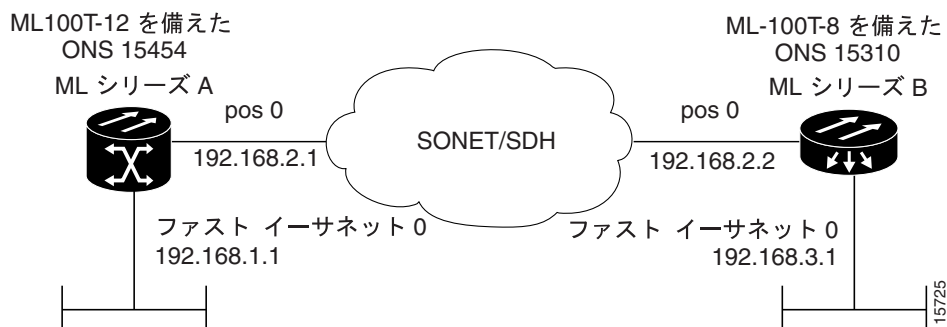 ML100T-12 を備えた
ONS 15454
ML シリーズ A
ML-100T-8 を備えた
ONS 15310
ML シリーズ B
pos 0
192.168.2.1
SONET/SDH
pos 0
192.168.2.2
ファスト イーサネット 0
192.168.1.1
ファスト イーサネット 0
192.168.3.1
15725